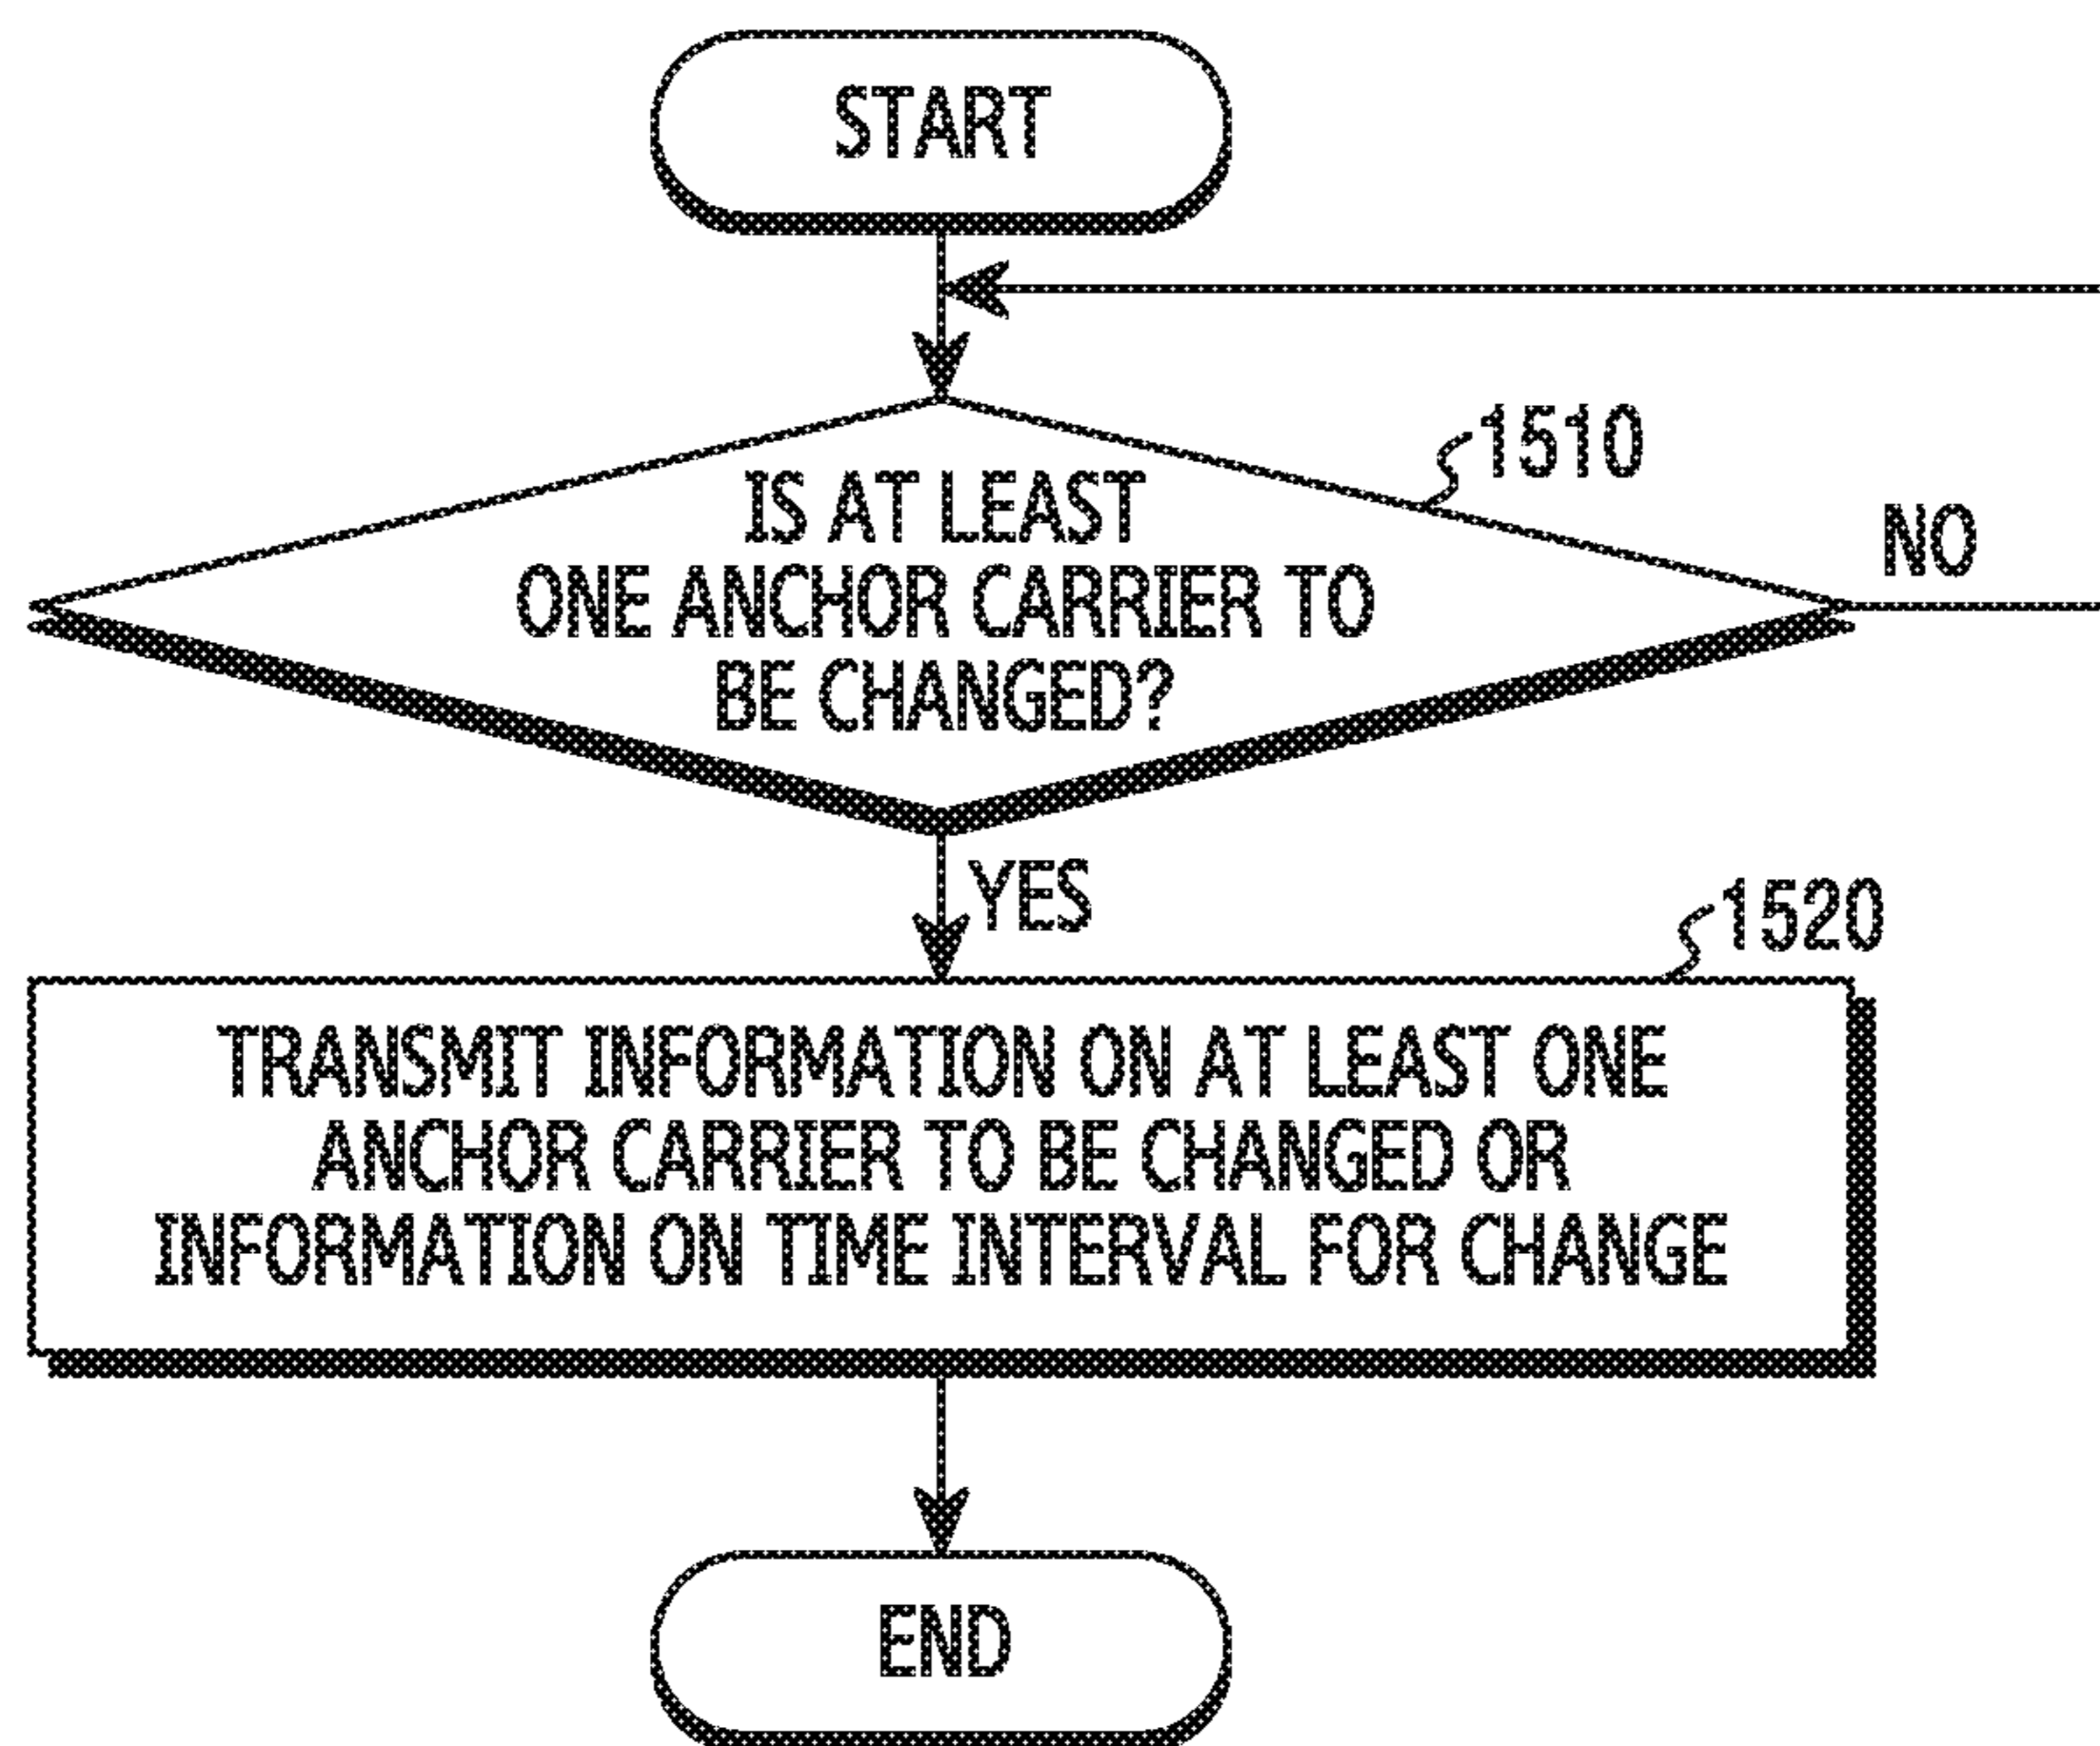 START
1510
IS AT LEAST
ONE ANCHOR CARRIER TO
BE CHANGED?
NO
YES
1520
TRANSMIT INFORMATION ON AT LEAST ONE
ANCHOR CARRIER TO BE CHANGED OR
INFORMATION ON TIME INTERVAL FOR CHANGE
END